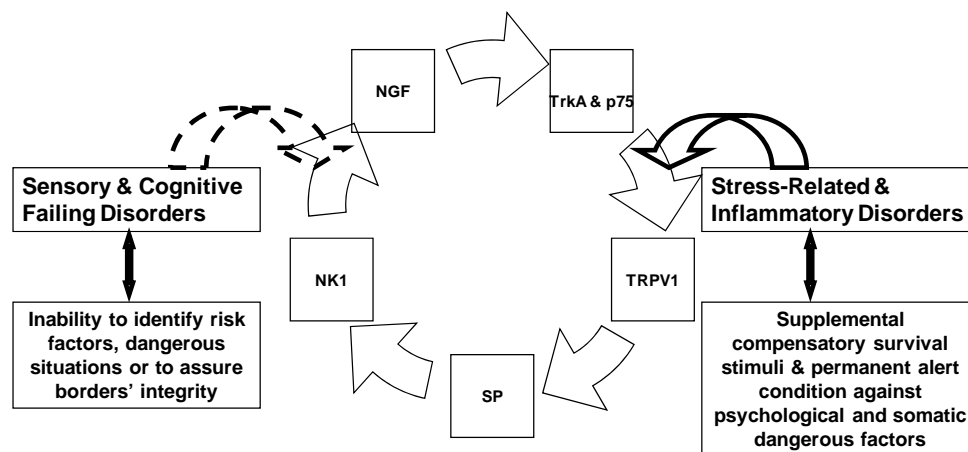 NGF
TrkA & p75
Sensory & Cognitive
Failing Disorders
Stress-Related &
Inflammatory Disorders
NK1
TRPV1
Inability to identify risk
factors, dangerous
situations or to assure
borders' integrity
SP
Supplemental
compensatory survival
stimuli & permanent alert
condition against
psychological and somatic
dangerous factors